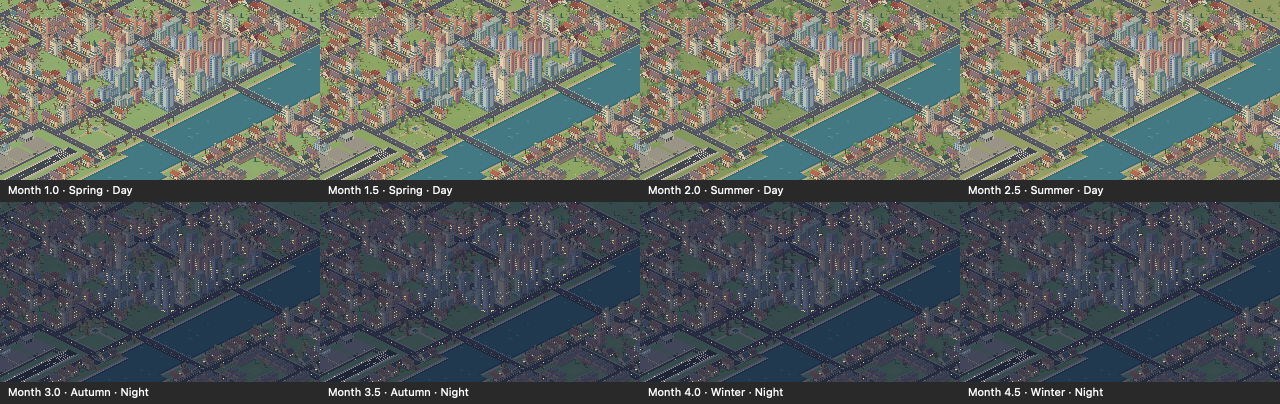 Month 1.0 · Spring · Day
Month 1.5 · Spring · Day
Month 2.0 · Summer · Day
Month 2.5 · Summer · Day
Month 3.0 · Autumn · Night
Month 3.5 · Autumn · Night
Month 4.0 · Winter · Night
Month 4.5 · Winter · Night